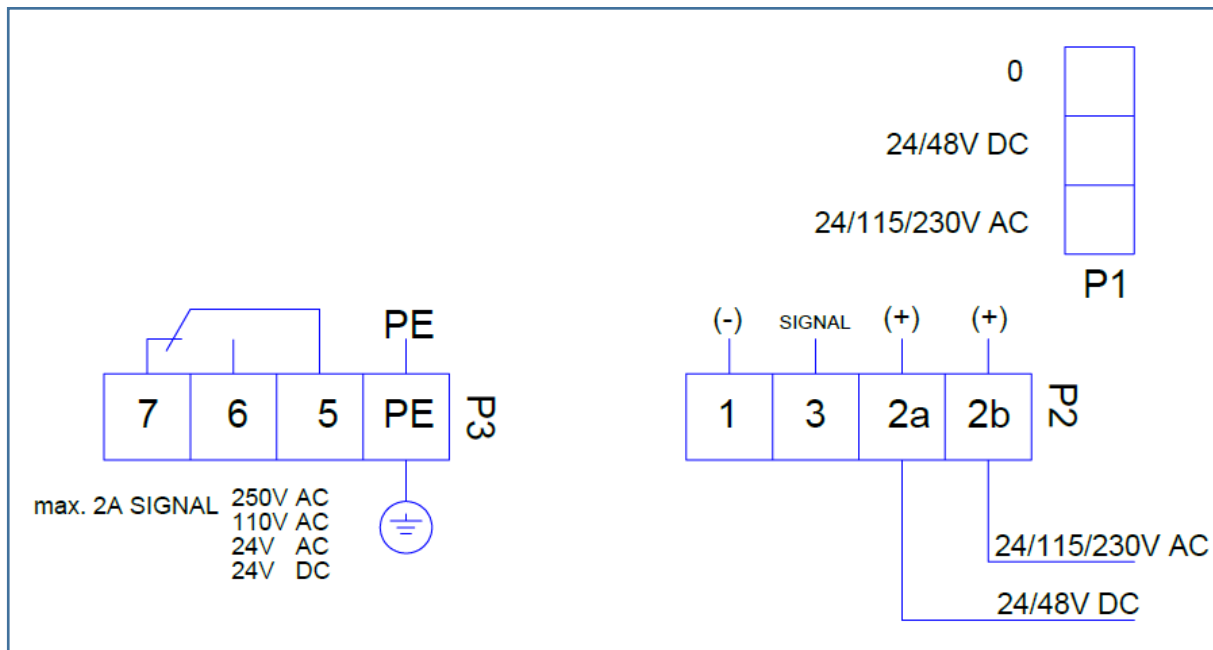 0
24/48V DC
24/115/230V AC
P1
PE
7 6 5 PE P3
max. 2A SIGNAL 250V AC
110V AC
24V AC
24V DC
(-) SIGNAL (+) (+)
1 3 2a 2b P2
24/115/230V AC
24/48V DC